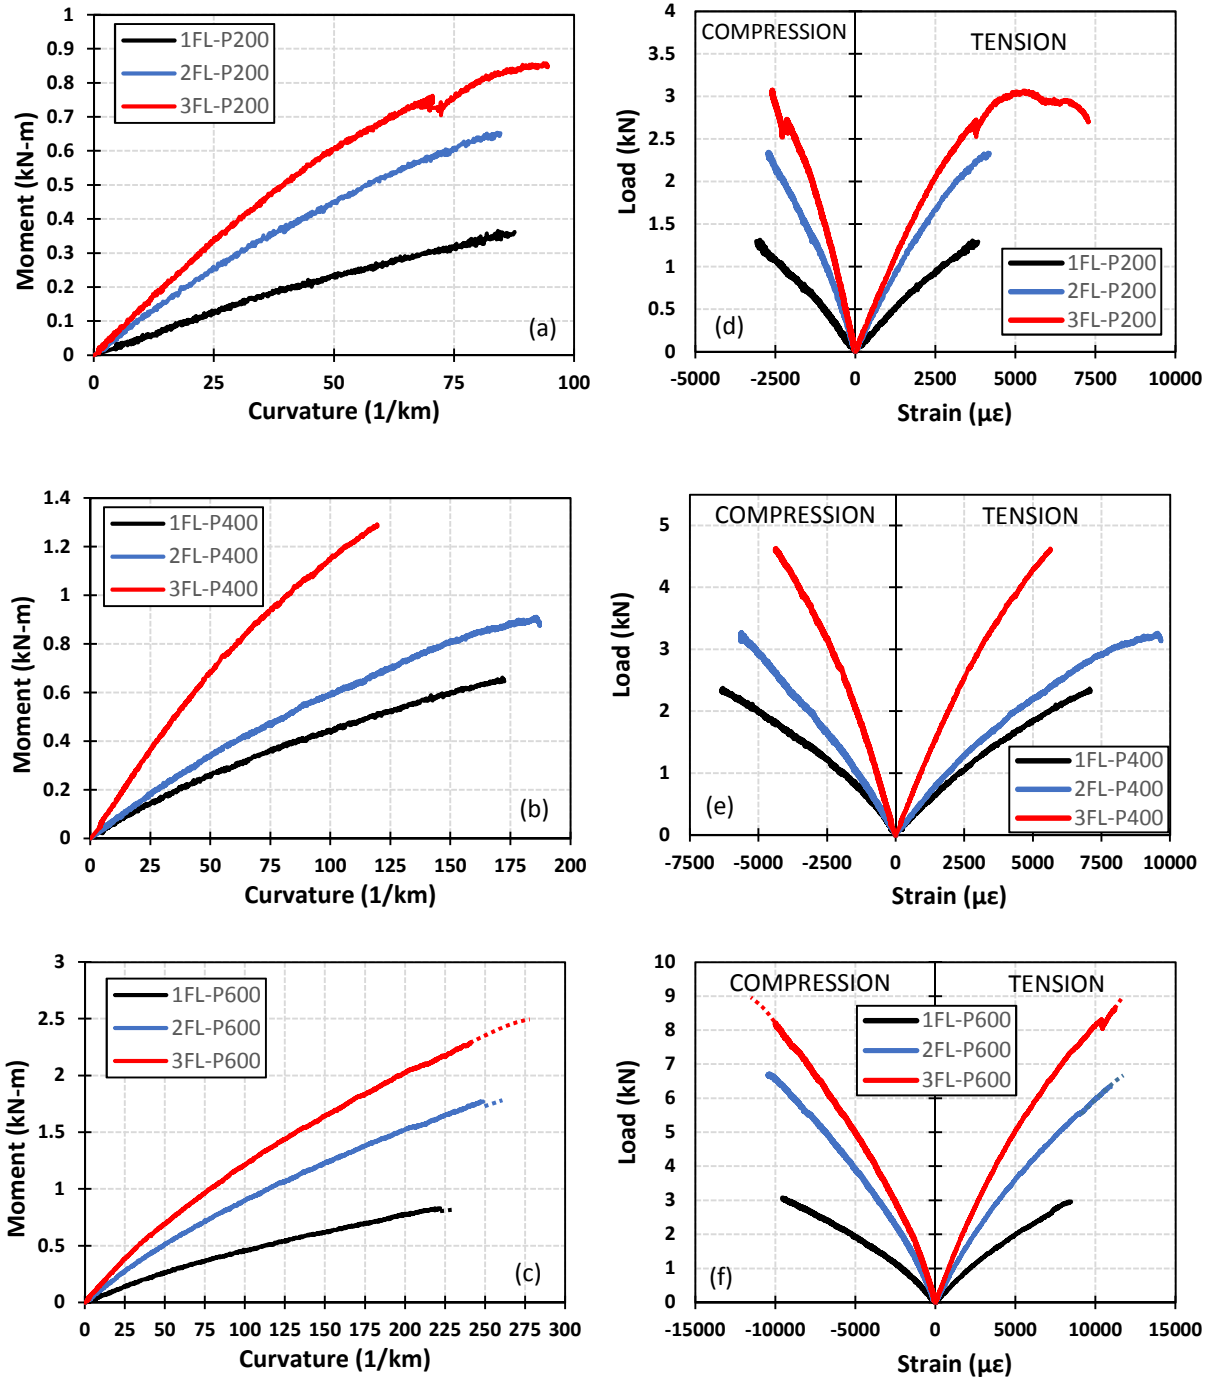 1
0.9
0.8
0.7
0.6
0.5
0.4
0.3
0.2
0.1
0
Moment (kN-m)
1FL-P200
2FL-P200
3FL-P200
(a)
0 25 50 75 100
Curvature (1/km)
4
3.5
3
2.5
2
1.5
1
0.5
0
Load (kN)
COMPRESSION
TENSION
1FL-P200
2FL-P200
3FL-P200
(d)
-5000 -2500 0 2500 5000 7500 10000
Strain (με)
1.4
1.2
1
0.8
0.6
0.4
0.2
0
Moment (kN-m)
1FL-P400
2FL-P400
3FL-P400
(b)
0 25 50 75 100 125 150 175 200
Curvature (1/km)
5
4
3
2
1
0
Load (kN)
COMPRESSION
TENSION
1FL-P400
2FL-P400
3FL-P400
(e)
-7500 -5000 -2500 0 2500 5000 7500 10000
Strain (με)
3
2.5
2
1.5
1
0.5
0
Moment (kN-m)
1FL-P600
2FL-P600
3FL-P600
(c)
0 25 50 75 100 125 150 175 200 225 250 275 300
Curvature (1/km)
10
9
8
7
6
5
4
3
2
1
0
Load (kN)
COMPRESSION
TENSION
1FL-P600
2FL-P600
3FL-P600
(f)
-15000 -10000 -5000 0 5000 10000 15000
Strain (με)